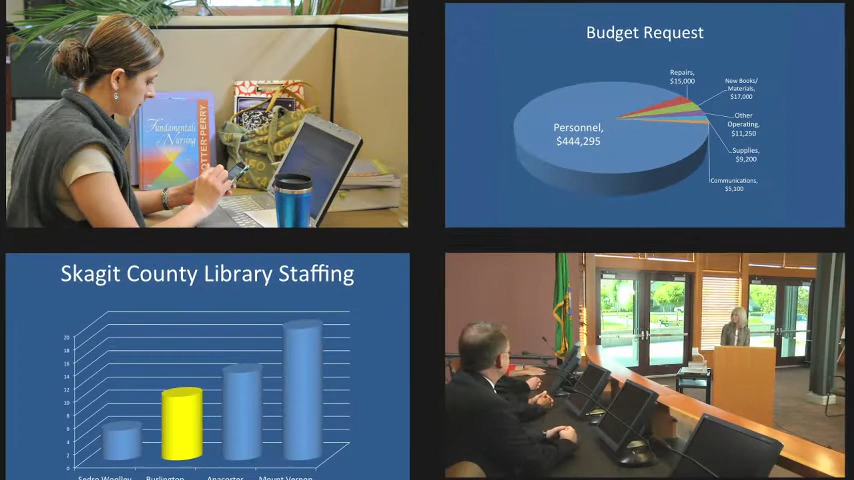 Fundamentals
of Nursing
POTTER-PERRY
Budget Request
Repairs,
$15,000
New Books/
Materials,
$17,000
Other
Operating,
$11,250
Supplies,
$9,200
Communications,
$5,100
Personnel,
$444,295
Skagit County Library Staffing
20
18
16
14
12
10
8
6
4
2
0
Sedro Woolley Burlington Anacortes Mount Vernon